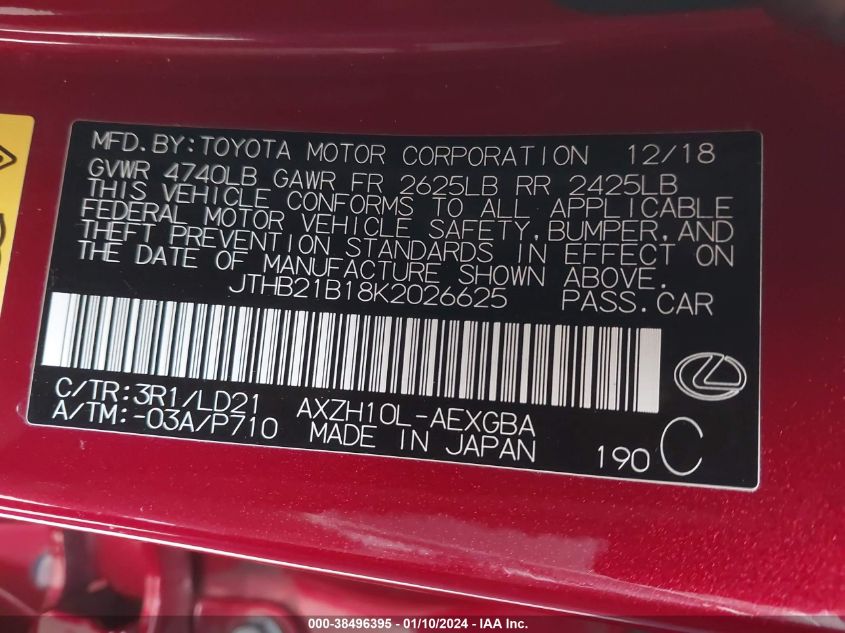 MFD.BY:TOYOTA MOTOR CORPORATION 12/18
GVWR 4740LB GAWR FR 2625LB RR 2425LB
THIS VEHICLE CONFORMS TO ALL APPLICABLE
FEDERAL MOTOR VEHICLE SAFETY,BUMPER,AND
THEFT PREVENTION STANDARDS IN EFFECT ON
THE DATE OF MANUFACTURE SHOWN ABOVE.
JTHB21B18K2026625 PASS.CAR
C/TR:3R1/LD21 AXZH10L-AEXGBA
A/TM:-03A/P710 MADE IN JAPAN 190 C
000-38496395 - 01/10/2024 - IAA Inc.